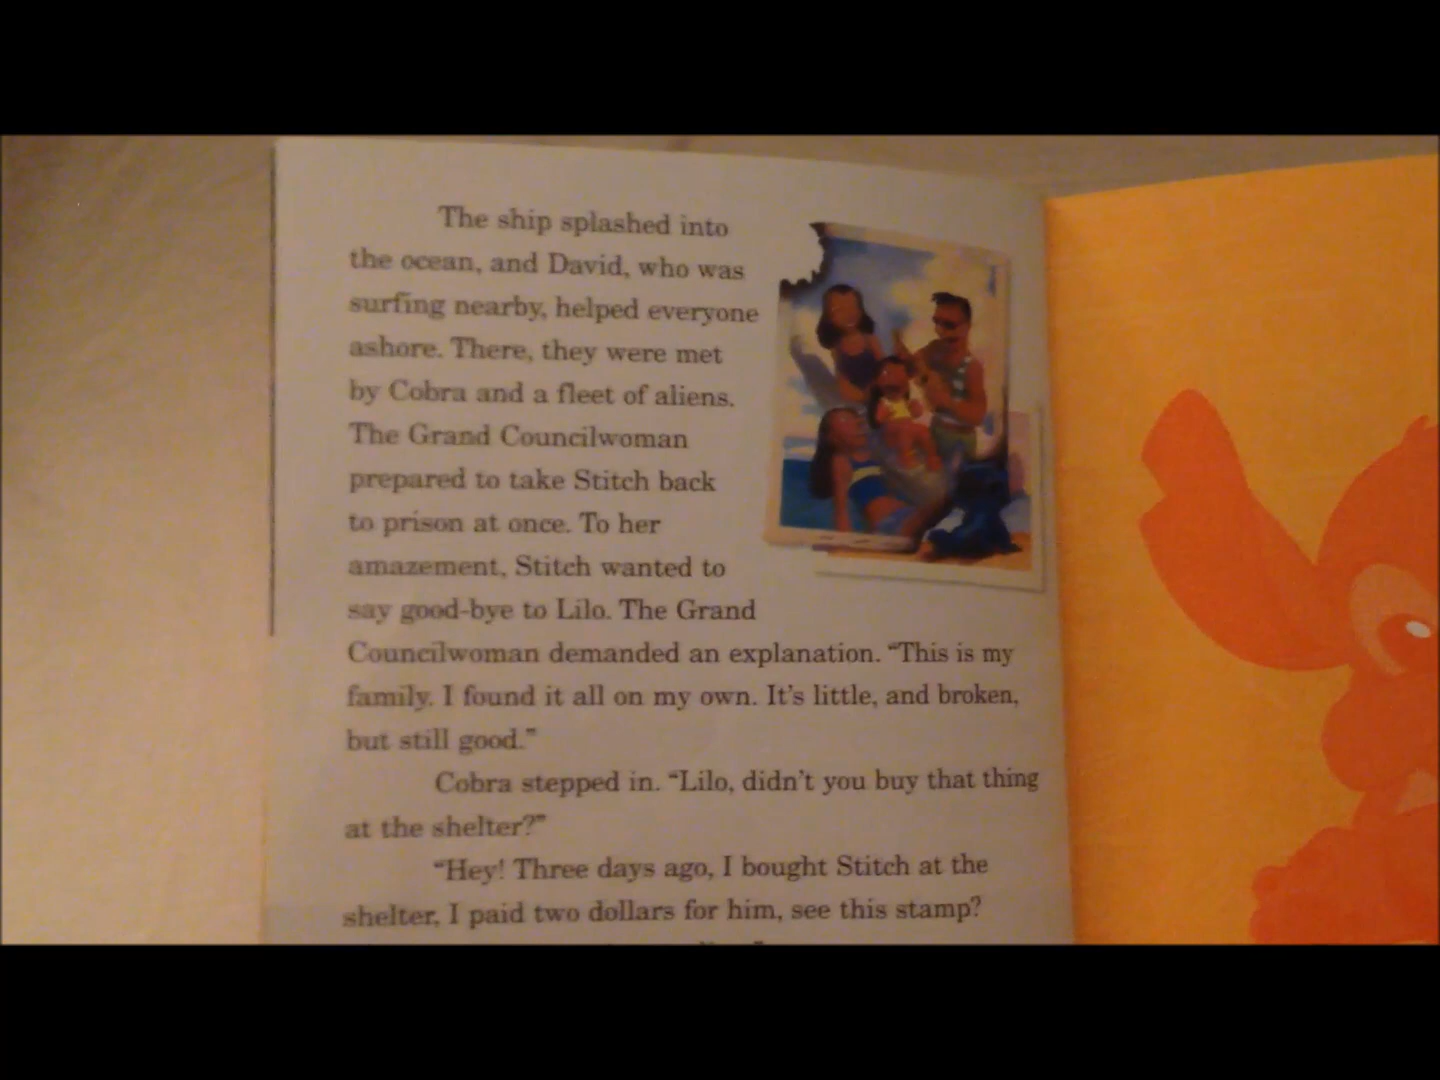 The ship splashed into
the ocean, and David, who was
surfing nearby, helped everyone
ashore. There, they were met
by Cobra and a fleet of aliens.
The Grand Councilwoman
prepared to take Stitch back
to prison at once. To her
amazement, Stitch wanted to
say good-bye to Lilo. The Grand
Councilwoman demanded an explanation. “This is my
family. I found it all on my own. It’s little, and broken,
but still good.”
Cobra stepped in. “Lilo, didn’t you buy that thing
at the shelter?”
“Hey! Three days ago, I bought Stitch at the
shelter. I paid two dollars for him, see this stamp?